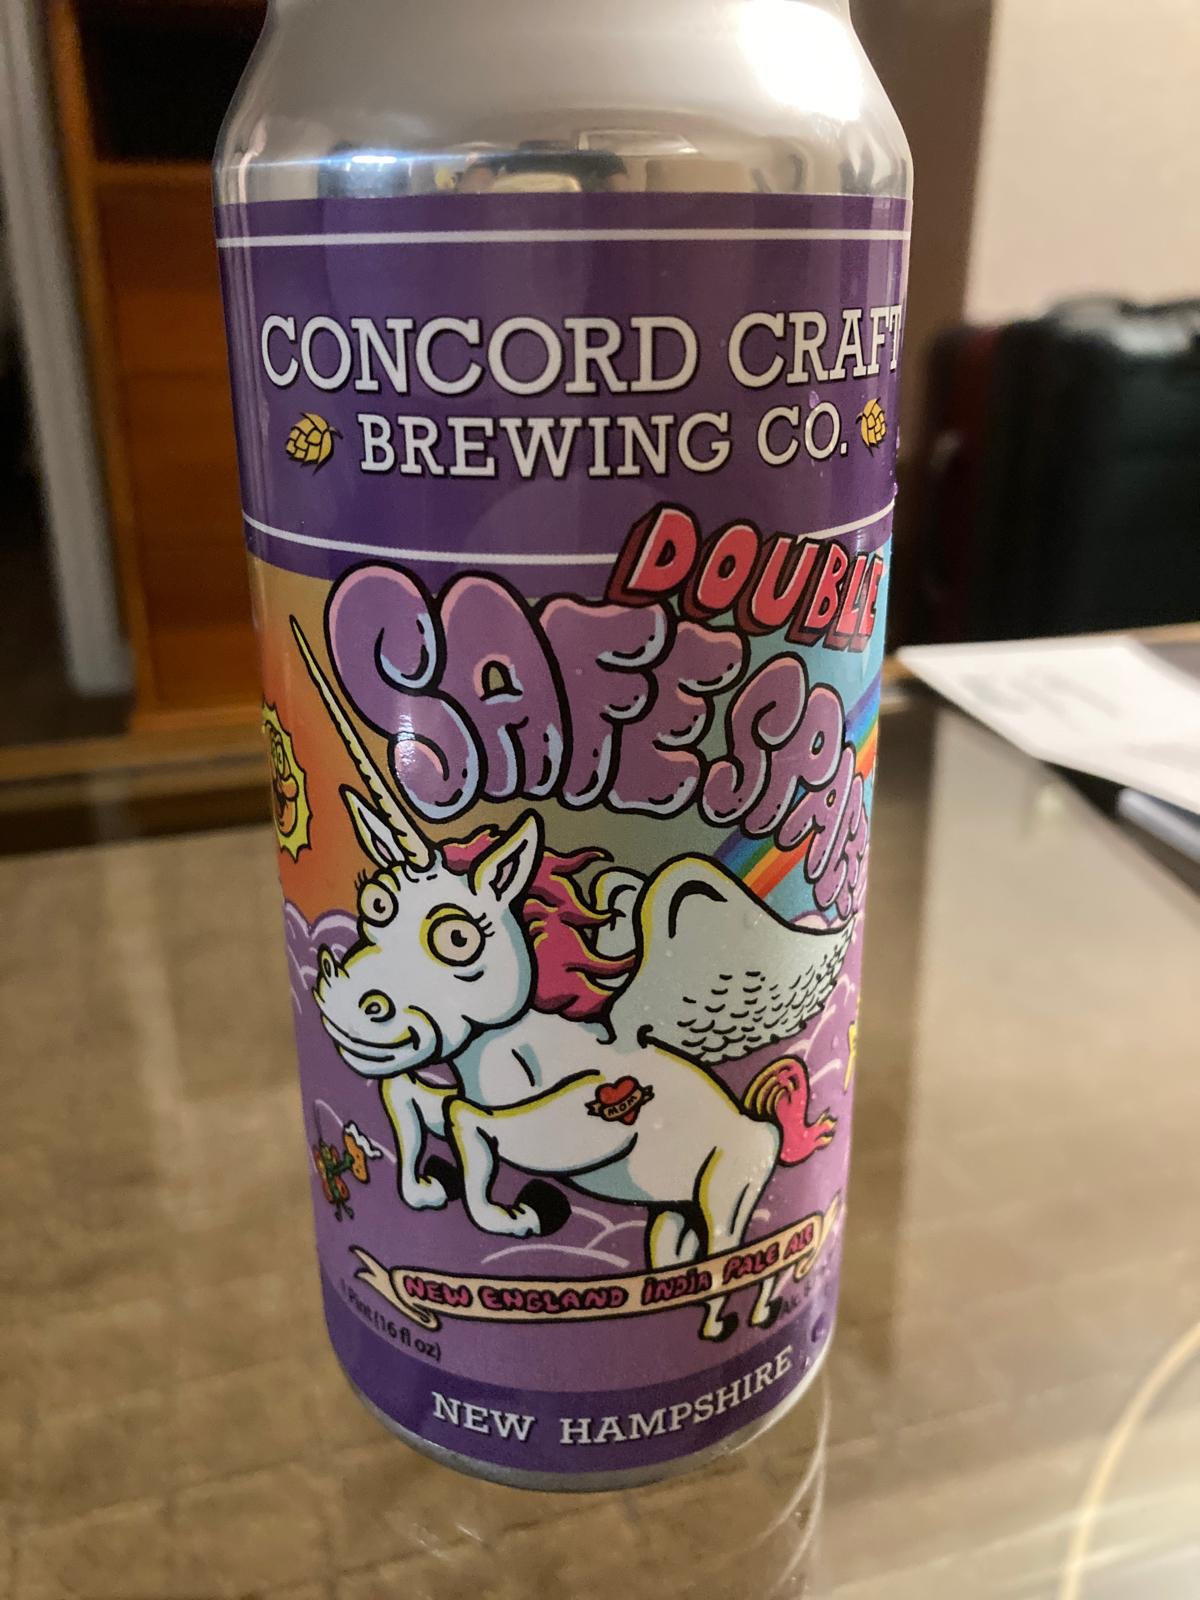 CONCORD CRAFT
BREWING CO.
DOUBLE
SAFE SPACE
MOM
NEW ENGLAND INDIA PALE ALE
1 Pint (16 fl oz)
Alc.
NEW HAMPSHIRE